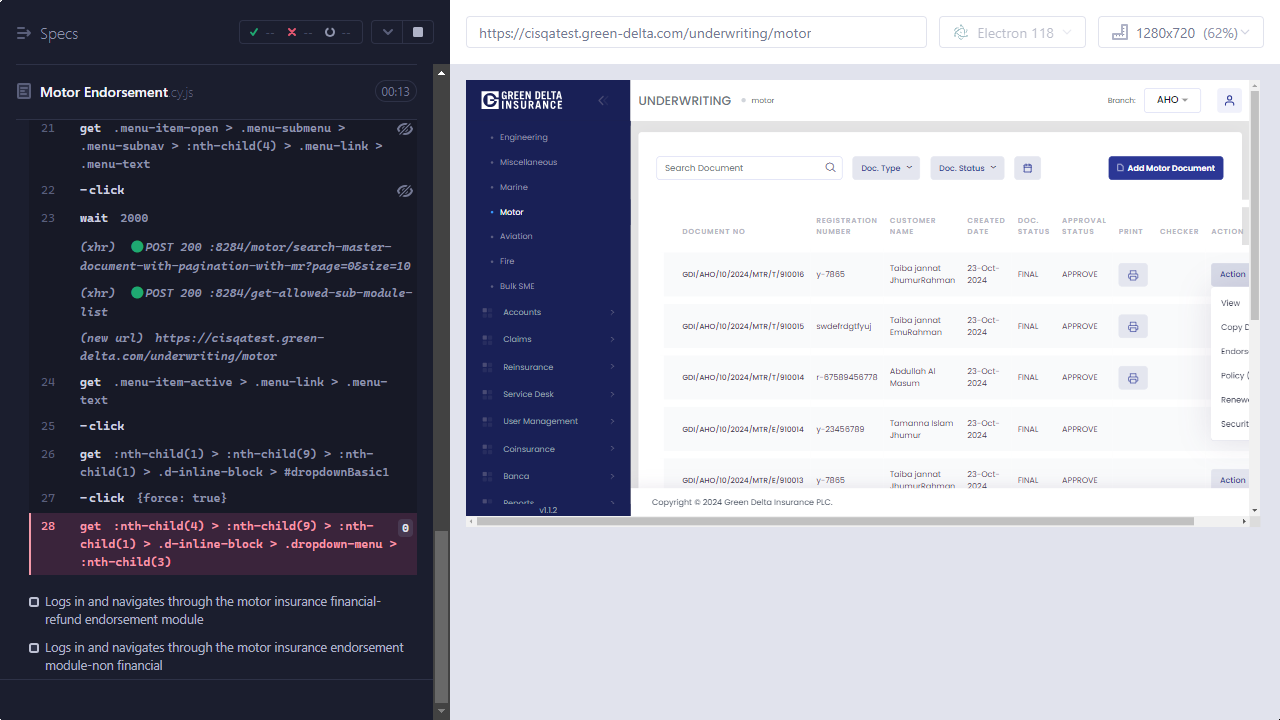 Specs
-- -- --
Motor Endorsement.cy.js
00:13
21 get .menu-item-open > .menu-submenu >
.menu-subnav > :nth-child(4) > .menu-link >
.menu-text
22 -click
23 wait 2000
(xhr) POST 200 :8284/motor/search-master-
document-with-pagination-with-mr?page=0&size=10
(xhr) POST 200 :8284/get-allowed-sub-module-
list
(new url) https://cisqatest.green-
delta.com/underwriting/motor
24 get .menu-item-active > .menu-link > .menu-
text
25 -click
26 get :nth-child(1) > :nth-child(9) > :nth-
child(1) > .d-inline-block > #dropdownBasic1
27 -click {force: true}
28 get :nth-child(4) > :nth-child(9) > :nth- 0
child(1) > .d-inline-block > .dropdown-menu >
:nth-child(3)
Logs in and navigates through the motor insurance financial-
refund endorsement module
Logs in and navigates through the motor insurance endorsement
module-non financial
https://cisqatest.green-delta.com/underwriting/motor
Electron 118
1280x720 (62%)
GREEN DELTA
INSURANCE
Engineering
Miscellaneous
Marine
Motor
Aviation
Fire
Bulk SME
Accounts
Claims
Reinsurance
Service Desk
User Management
Coinsurance
Banca
Reports
v1.1.2
UNDERWRITING motor
Branch: AHO
Search Document
Doc. Type
Doc. Status
Add Motor Document
DOCUMENT NO REGISTRATION NUMBER CUSTOMER NAME CREATED DATE DOC. STATUS APPROVAL STATUS PRINT CHECKER ACTION
GDI/AHO/10/2024/MTR/T/910016 y-7865 Taiba jannat JhumurRahman 23-Oct-2024 FINAL APPROVE Action
View
Copy D
Endors
Policy (
Renewe
Securit
GDI/AHO/10/2024/MTR/T/910015 swdefrdgtfyuj Taiba jannat EmuRahman 23-Oct-2024 FINAL APPROVE
GDI/AHO/10/2024/MTR/T/910014 r-67589456778 Abdullah Al Masum 23-Oct-2024 FINAL APPROVE
GDI/AHO/10/2024/MTR/E/910014 y-23456789 Tamanna Islam Jhumur 23-Oct-2024 FINAL APPROVE
GDI/AHO/10/2024/MTR/E/910013 y-7865 Taiba jannat JhumurRahman 23-Oct-2024 FINAL APPROVE Action
Copyright © 2024 Green Delta Insurance PLC.